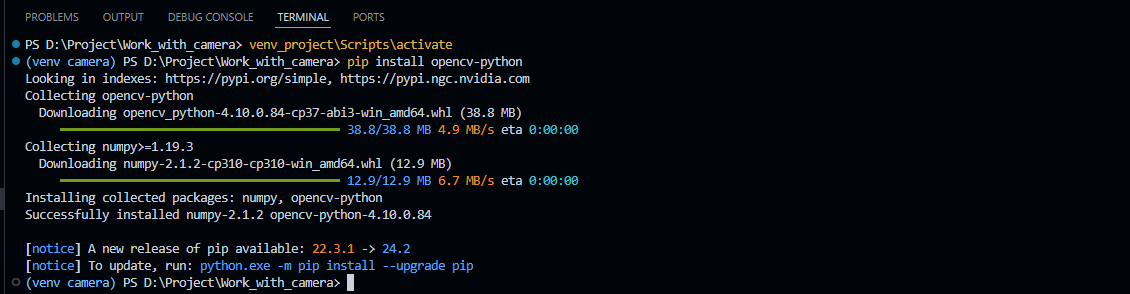 PROBLEMS OUTPUT DEBUG CONSOLE TERMINAL PORTS
PS D:\Project\Work_with_camera> venv_project\Scripts\activate
(venv camera) PS D:\Project\Work_with_camera> pip install opencv-python
Looking in indexes: https://pypi.org/simple, https://pypi.ngc.nvidia.com
Collecting opencv-python
  Downloading opencv_python-4.10.0.84-cp37-abi3-win_amd64.whl (38.8 MB)
38.8/38.8 MB 4.9 MB/s eta 0:00:00
Collecting numpy>=1.19.3
  Downloading numpy-2.1.2-cp310-cp310-win_amd64.whl (12.9 MB)
12.9/12.9 MB 6.7 MB/s eta 0:00:00
Installing collected packages: numpy, opencv-python
Successfully installed numpy-2.1.2 opencv-python-4.10.0.84
[notice] A new release of pip available: 22.3.1 -> 24.2
[notice] To update, run: python.exe -m pip install --upgrade pip
(venv camera) PS D:\Project\Work_with_camera>